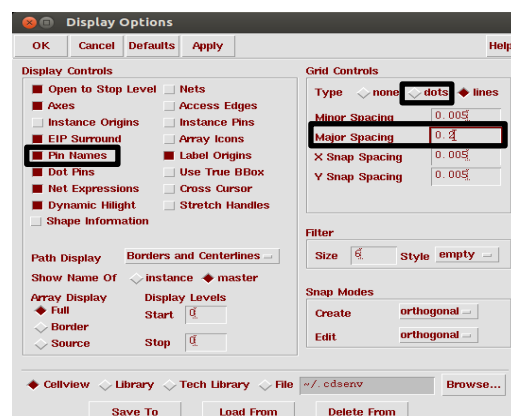 Display Options
OK Cancel Defaults Apply Help
Display Controls
Open to Stop Level Nets
Axes Access Edges
Instance Origins Instance Pins
EIP Surround Array Icons
Pin Names Label Origins
Dot Pins Use True BBox
Net Expressions Cross Cursor
Dynamic Hilight Stretch Handles
Shape Information
Path Display Borders and Centerlines
Show Name Of instance master
Array Display Display Levels
Full Start 0
Border
Source Stop 0
Grid Controls
Type none dots lines
Minor Spacing 0.005
Major Spacing 0.2
X Snap Spacing 0.005
Y Snap Spacing 0.005
Filter
Size 6 Style empty
Snap Modes
Create orthogonal
Edit orthogonal
Cellview Library Tech Library File ~/.cdsenv Browse...
Save To Load From Delete From